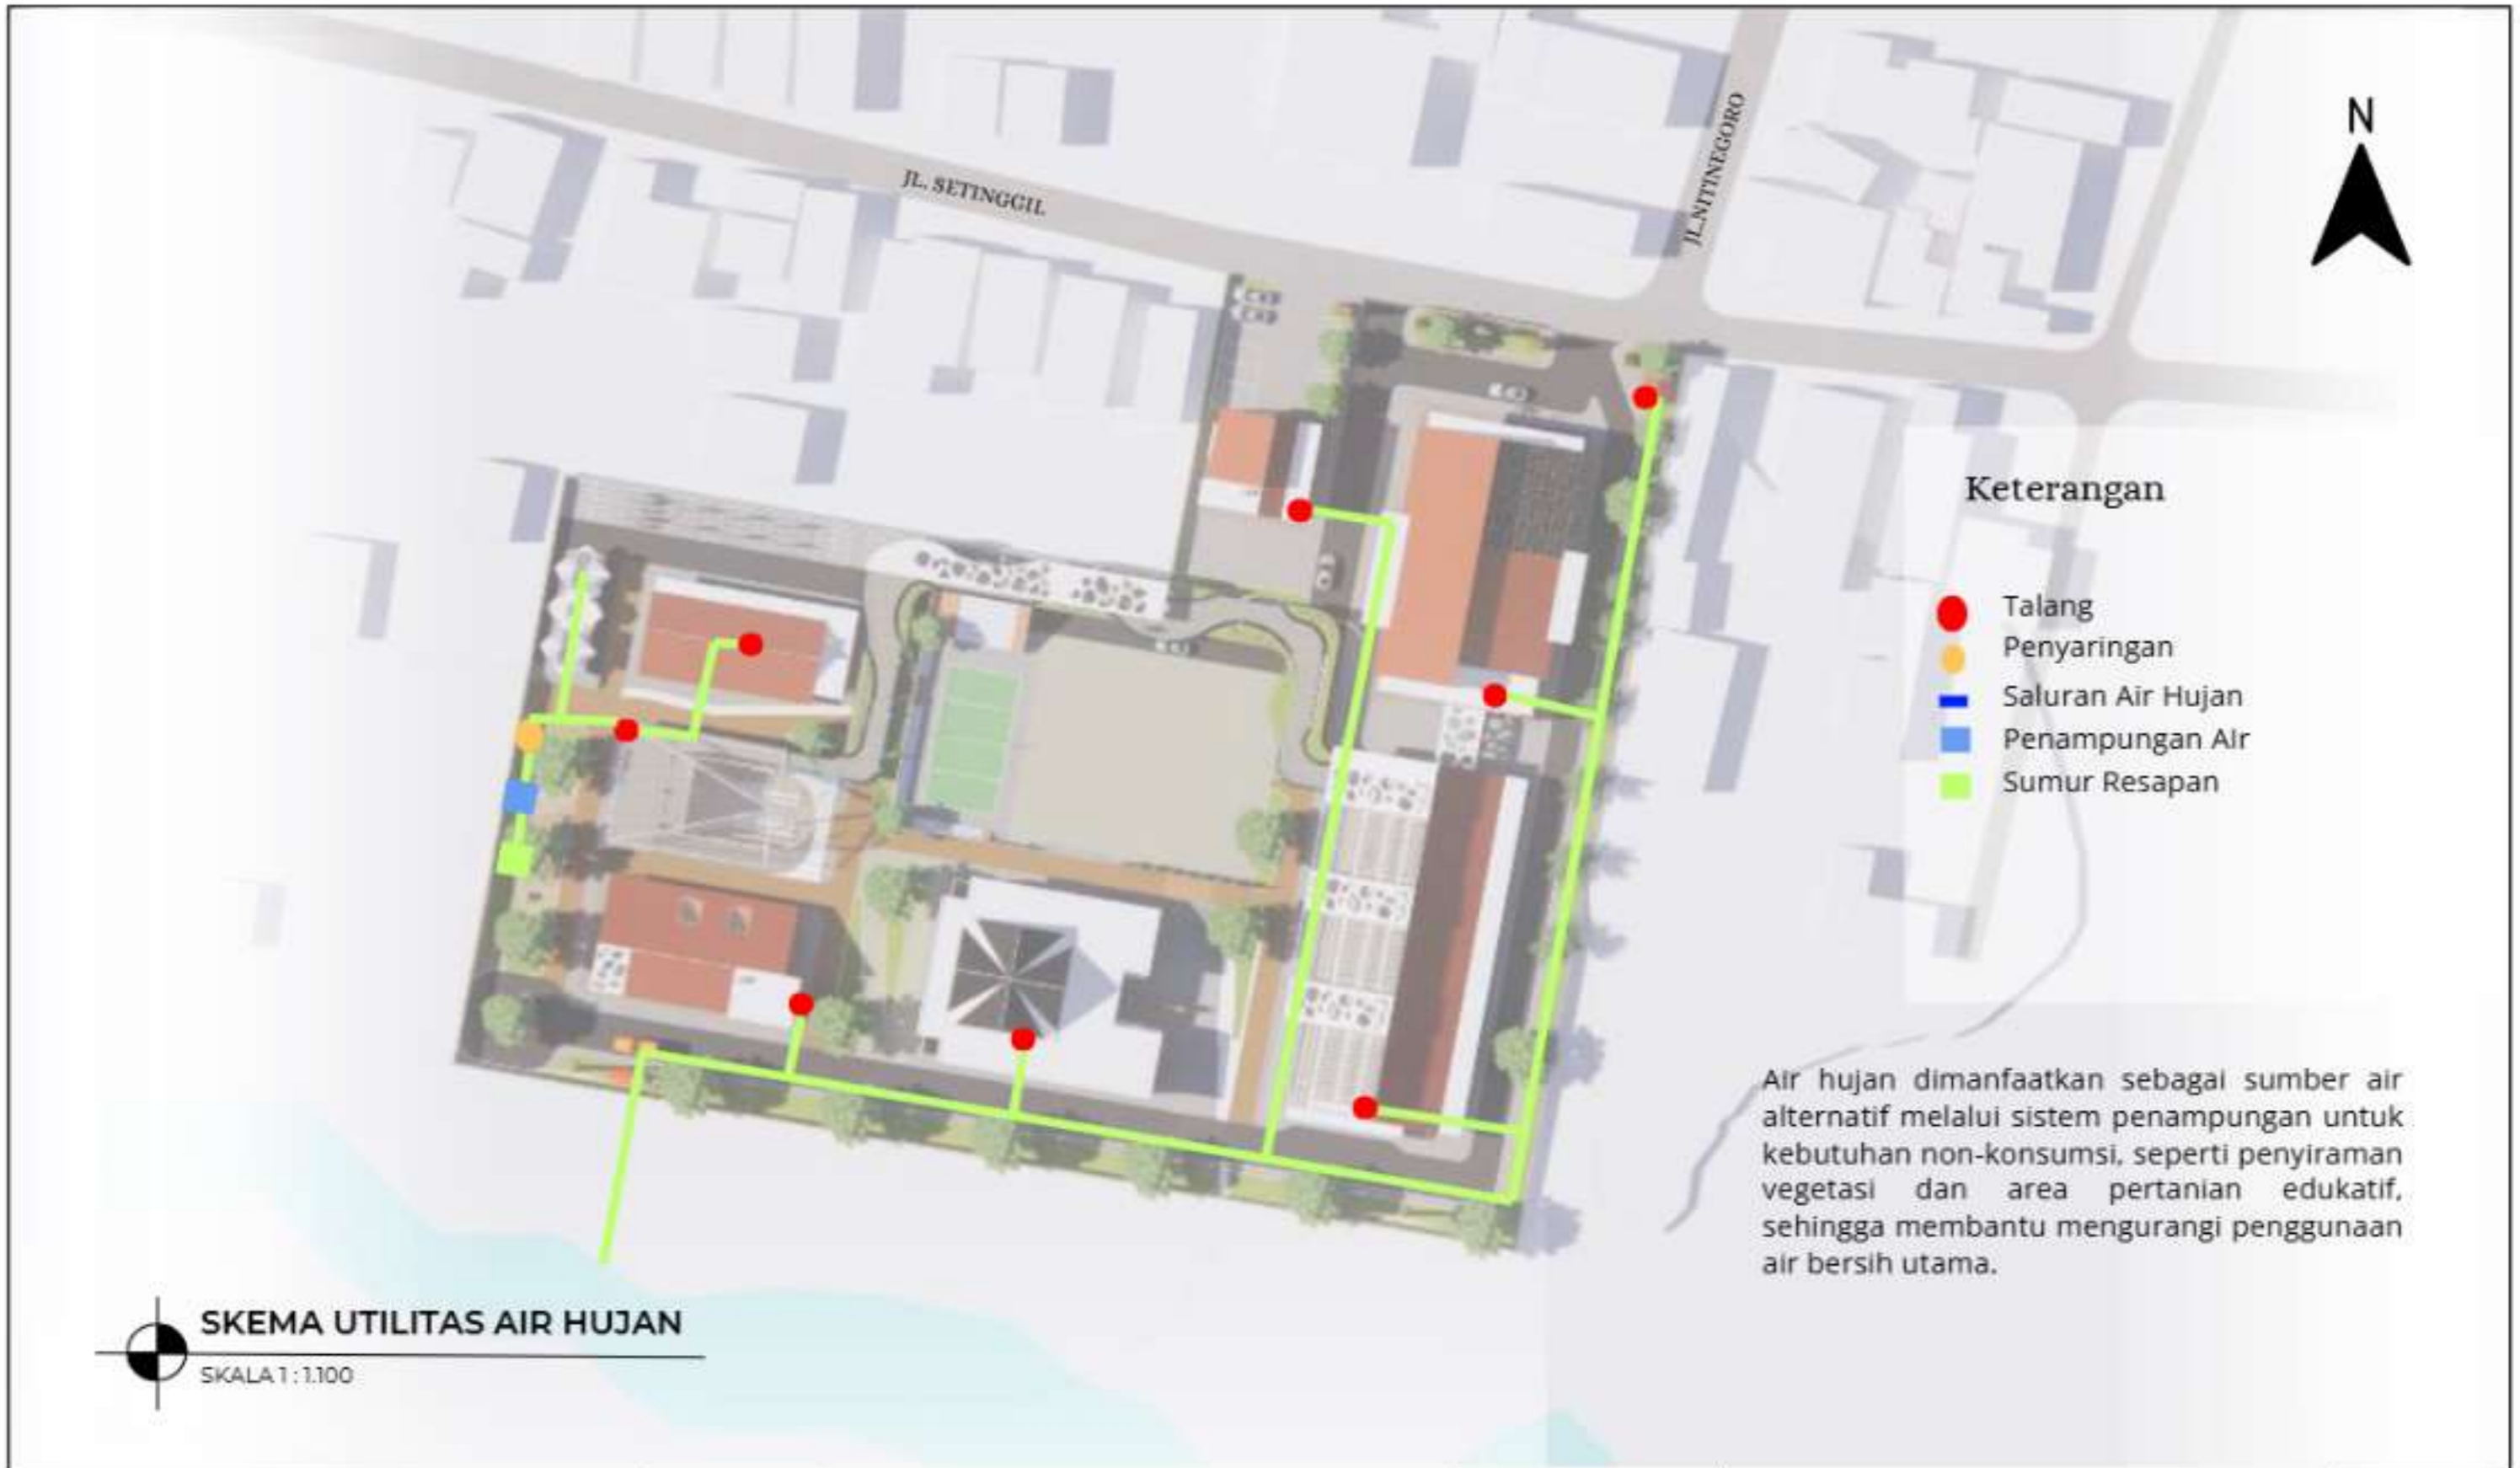 JL. SETINGGIL
JL.NITINEGORO
N
Keterangan
Talang
Penyaringan
Saluran Air Hujan
Penampungan AIr
Sumur Resapan
Air hujan dimanfaatkan sebagai sumber air
alternatif melalui sistem penampungan untuk
kebutuhan non-konsumsi, seperti penyiraman
vegetasi dan area pertanian edukatif,
sehingga membantu mengurangi penggunaan
air bersih utama.
SKEMA UTILITAS AIR HUJAN
SKALA 1 : 1.100